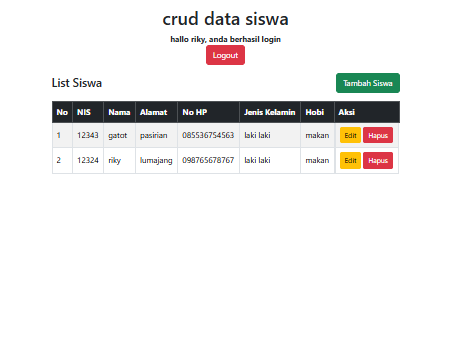 crud data siswa
hallo riky, anda berhasil login
Logout
List Siswa Tambah Siswa
No NIS Nama Alamat No HP Jenis Kelamin Hobi Aksi
1 12343 gatot pasirian 085536754563 laki laki makan Edit Hapus
2 12324 riky lumajang 098765678767 laki laki makan Edit Hapus